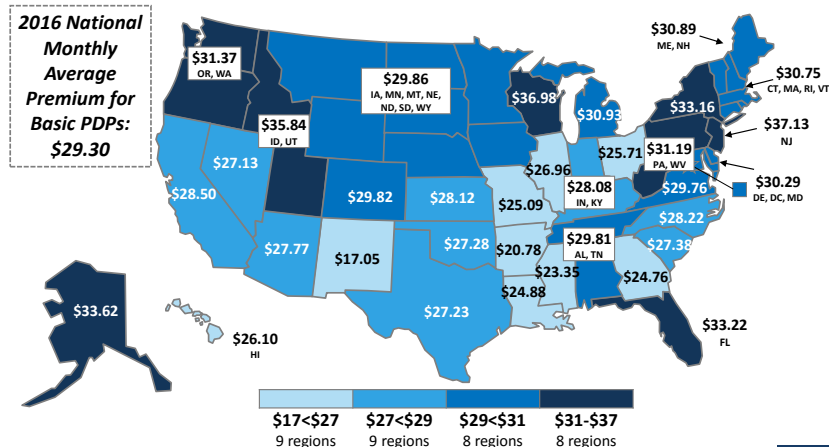 2016 National
Monthly
Average
Premium for
Basic PDPs:
$29.30
$31.37
OR, WA
$29.86
IA, MN, MT, NE,
ND, SD, WY
$35.84
ID, UT
$36.98
$30.93
$33.16
$30.89
ME, NH
$30.75
CT, MA, RI, VT
$37.13
NJ
$31.19
PA, WV
$30.29
DE, DC, MD
$27.13
$28.50
$29.82
$28.12
$26.96
$25.71
$28.08
IN, KY
$29.76
$25.09
$28.22
$27.77
$17.05
$27.28
$20.78
$29.81
AL, TN
$27.38
$23.35
$24.76
$24.88
$27.23
$33.62
$26.10
HI
$33.22
FL
$17<$27
9 regions
$27<$29
9 regions
$29<$31
8 regions
$31-$37
8 regions